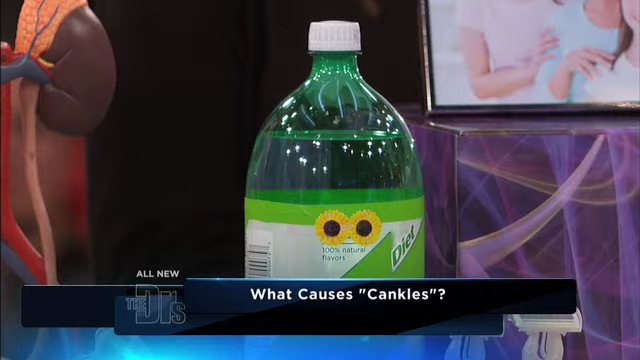 100% natural
flavors
Diet
ALL NEW
THE Drs
What Causes "Cankles"?